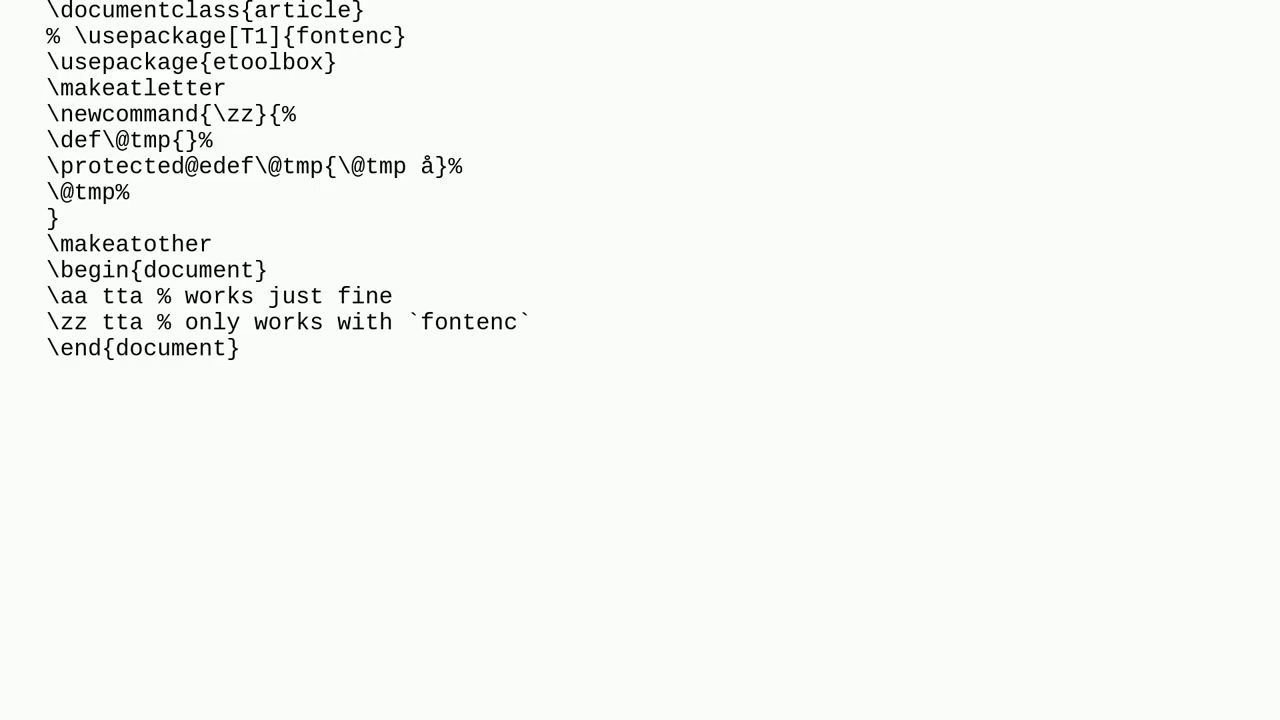 \documentclass{article}
% \usepackage[T1]{fontenc}
\usepackage{etoolbox}
\makeatletter
\newcommand{\zz}{%
\def\@tmp{}%
\protected@edef\@tmp{\@tmp å}%
\@tmp%
}
\makeatother
\begin{document}
\aa tta % works just fine
\zz tta % only works with `fontenc`
\end{document}